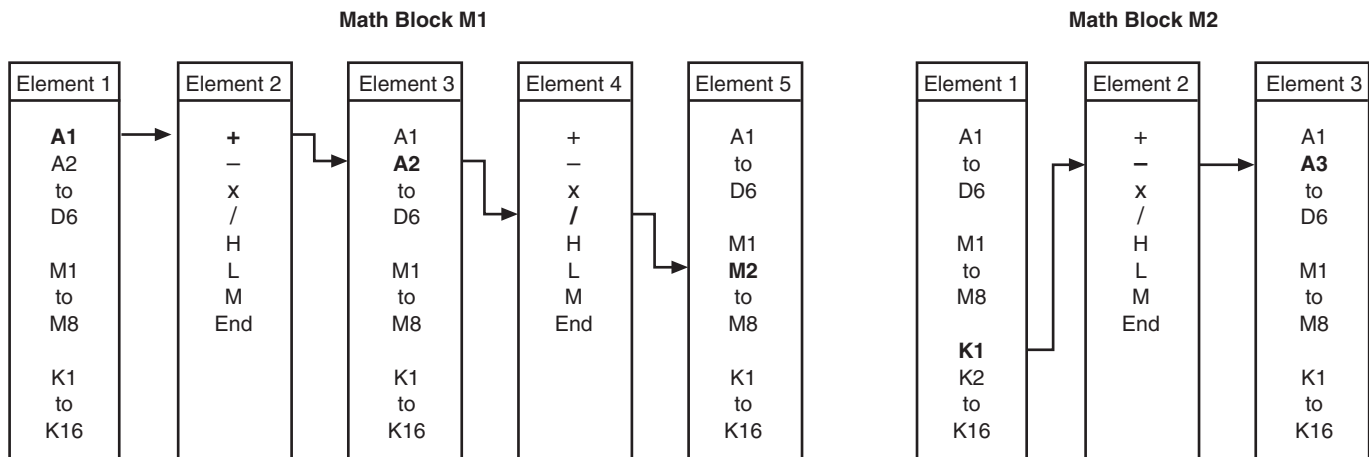 Math Block M1
Element 1
A1
A2
to
D6
M1
to
M8
K1
to
K16
Element 2
+
–
x
/
H
L
M
End
Element 3
A1
A2
to
D6
M1
to
M8
K1
to
K16
Element 4
+
–
x
/
H
L
M
End
Element 5
A1
to
D6
M1
M2
to
M8
K1
to
K16
Math Block M2
Element 1
A1
to
D6
M1
to
M8
K1
K2
to
K16
Element 2
+
–
x
/
H
L
M
End
Element 3
A1
A3
to
D6
M1
to
M8
K1
to
K16